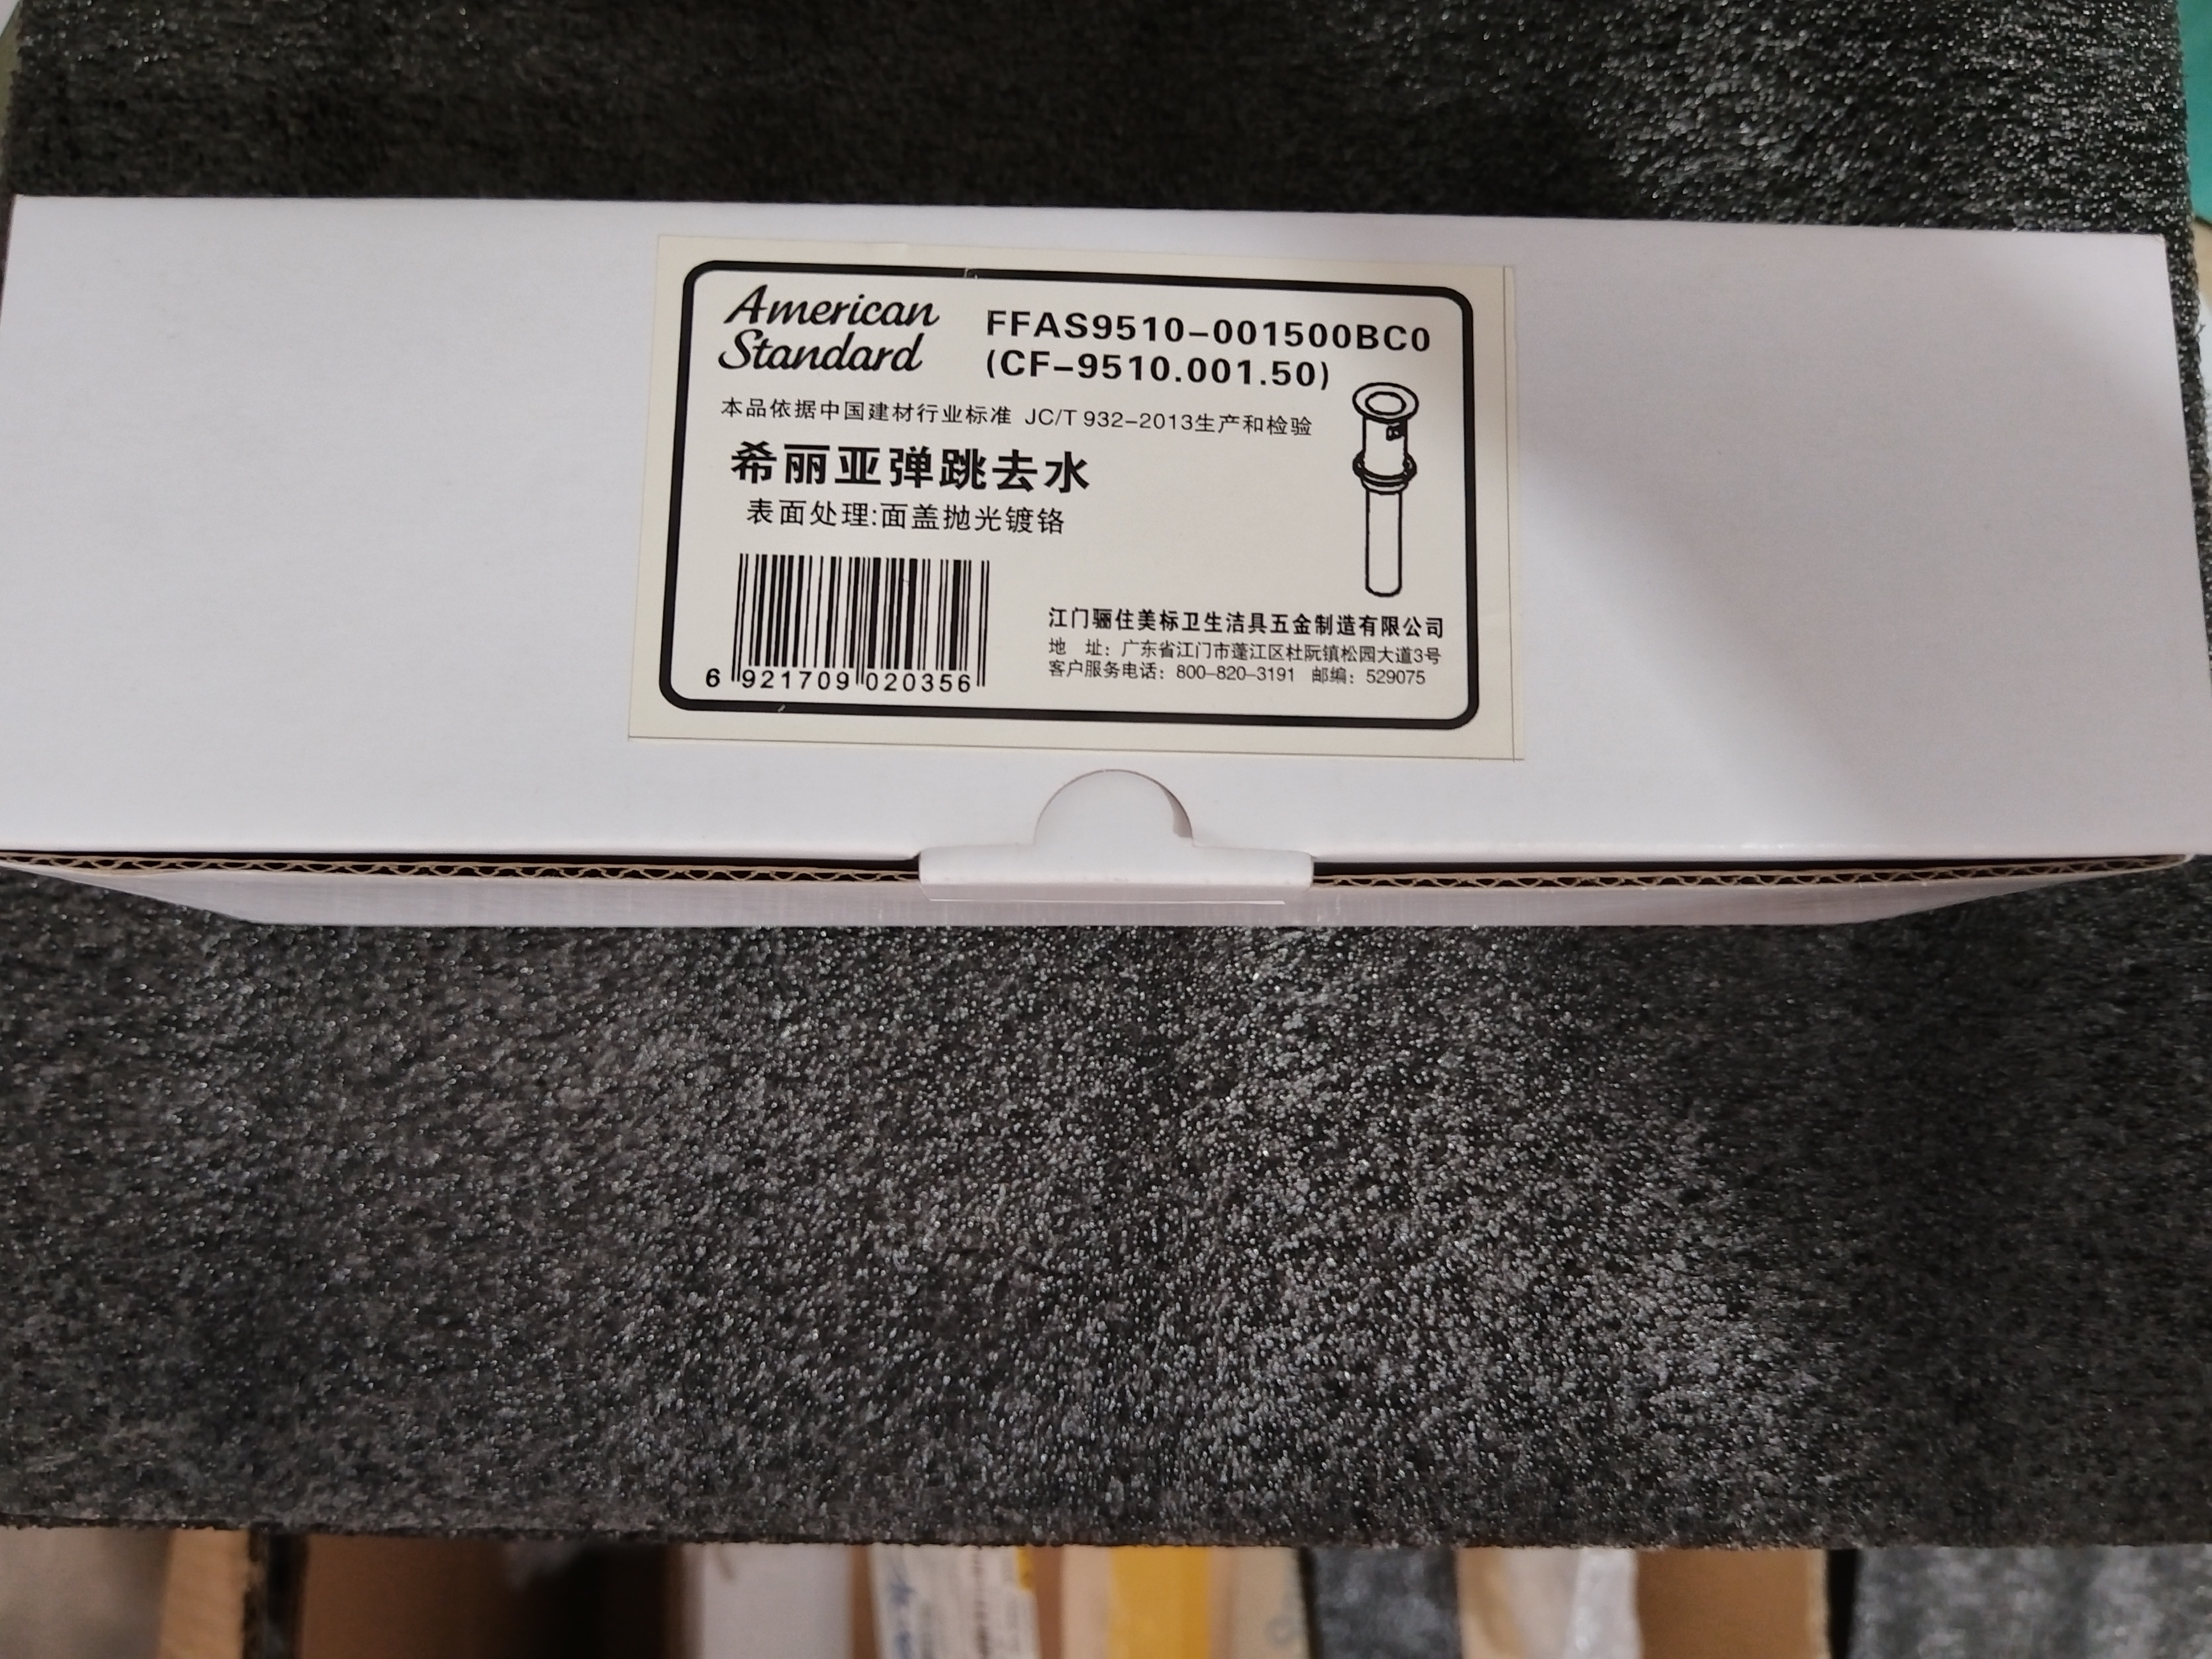 American
Standard
FFAS9510-001500BC0
(CF-9510.001.50)
本品依据中国建材行业标准 JC/T 932-2013生产和检验
希丽亚弹跳去水
表面处理:面盖抛光镀铬
6 921709 020356
江门骊住美标卫生洁具五金制造有限公司
地 址：广东省江门市蓬江区杜阮镇松园大道3号
客户服务电话：800-820-3191 邮编：529075